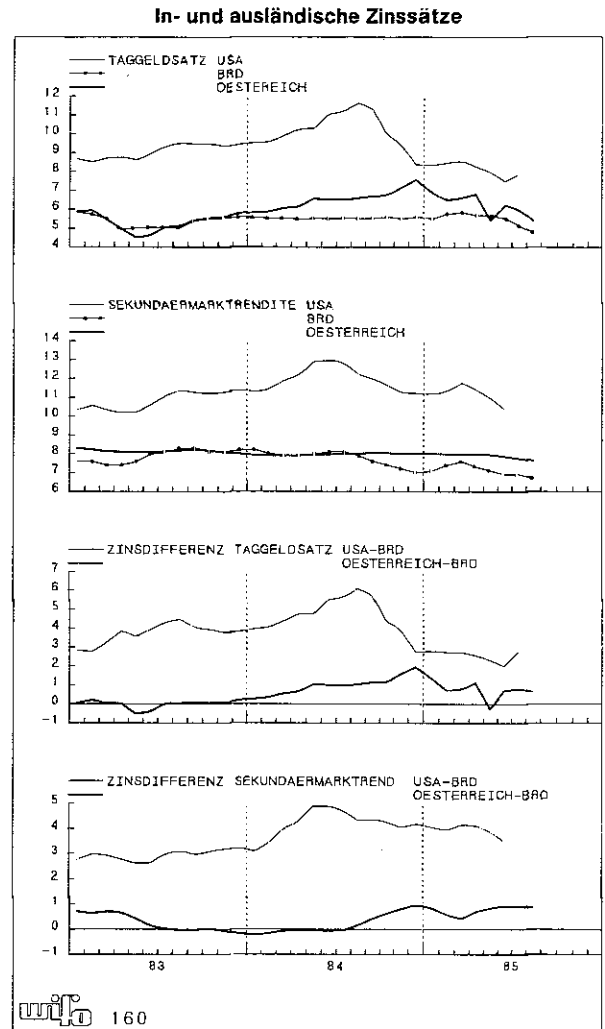 In- und ausländische Zinssätze
TAGGELDSATZ USA
BRD
OESTERREICH
12
11
10
9
8
7
6
5
4
SEKUNDAERMARKTRENDITE USA
BRD
OESTERREICH
14
13
12
11
10
9
8
7
6
ZINSDIFFERENZ TAGGELDSATZ USA-BRD
OESTERREICH-BRD
7
6
5
4
3
2
1
0
-1
ZINSDIFFERENZ SEKUNDAERMARKTREND USA-BRD
OESTERREICH-BRD
5
4
3
2
1
0
-1
83 84 85
wifo 160